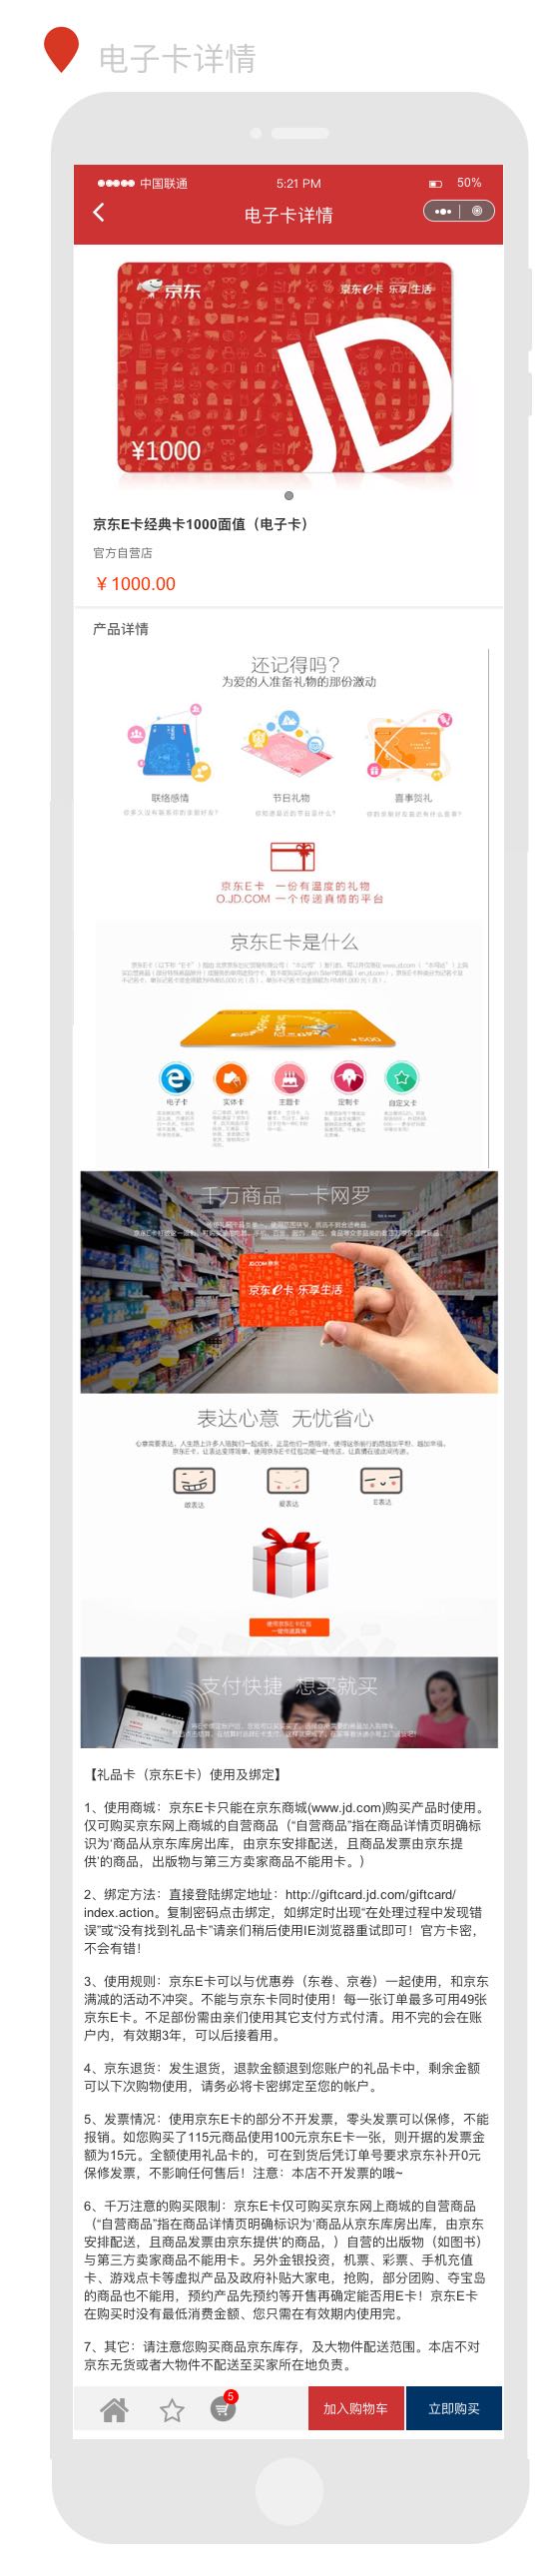 电子卡详情
中国联通
5:21 PM
50%
电子卡详情
京东
京东e卡 乐享|生活
JD
¥1000
京东E卡经典卡1000面值（电子卡）
官方自营店
¥1000.00
产品详情
还记得吗？
为爱的人准备礼物的那份激动
联络感情
节日礼物
喜事贺礼
京东E卡 一份有温度的礼物
O.JD.COM 一个传递真情的平台
京东E卡是什么
电子卡
实体卡
主题卡
定制卡
自定义卡
千万商品 一卡网罗
京东e卡 乐享生活
表达心意 无忧省心
爱表达
E表达
支付快捷 想买就买
【礼品卡（京东E卡）使用及绑定】
1、使用商城：京东E卡只能在京东商城(www.jd.com)购买产品时使用。
仅可购买京东网上商城的自营商品（“自营商品”指在商品详情页明确标
识为‘商品从京东库房出库，由京东安排配送，且商品发票由京东提
供’的商品，出版物与第三方卖家商品不能用卡。）
2、绑定方法：直接登陆绑定地址：http://giftcard.jd.com/giftcard/
index.action。复制密码点击绑定，如绑定时出现“在处理过程中发现错
误”或“没有找到礼品卡”请亲们稍后使用IE浏览器重试即可！官方卡密，
不会有错！
3、使用规则：京东E卡可以与优惠券（东卷、京卷）一起使用，和京东
满减的活动不冲突。不能与京东卡同时使用！每一张订单最多可用49张
京东E卡。不足部份需由亲们使用其它支付方式付清。用不完的会在账
户内，有效期3年，可以后接着用。
4、京东退货：发生退货，退款金额退到您账户的礼品卡中，剩余金额
可以下次购物使用，请务必将卡密绑定至您的帐户。
5、发票情况：使用京东E卡的部分不开发票，零头发票可以保修，不能
报销。如您购买了115元商品使用100元京东E卡一张，则开据的发票金
额为15元。全额使用礼品卡的，可在到货后凭订单号要求京东补开0元
保修发票，不影响任何售后！注意：本店不开发票的哦~
6、千万注意的购买限制：京东E卡仅可购买京东网上商城的自营商品
（“自营商品”指在商品详情页明确标识为‘商品从京东库房出库，由京东
安排配送，且商品发票由京东提供’的商品，）自营的出版物（如图书）
与第三方卖家商品不能用卡。另外金银投资，机票、彩票、手机充值
卡、游戏点卡等虚拟产品及政府补贴大家电，抢购，部分团购、夺宝岛
的商品也不能用，预约产品先预约等开售再确定能否用E卡！京东E卡
在购买时没有最低消费金额、您只需在有效期内使用完。
7、其它：请注意您购买商品京东库存，及大物件配送范围。本店不对
京东无货或者大物件不配送至买家所在地负责。
5
加入购物车
立即购买